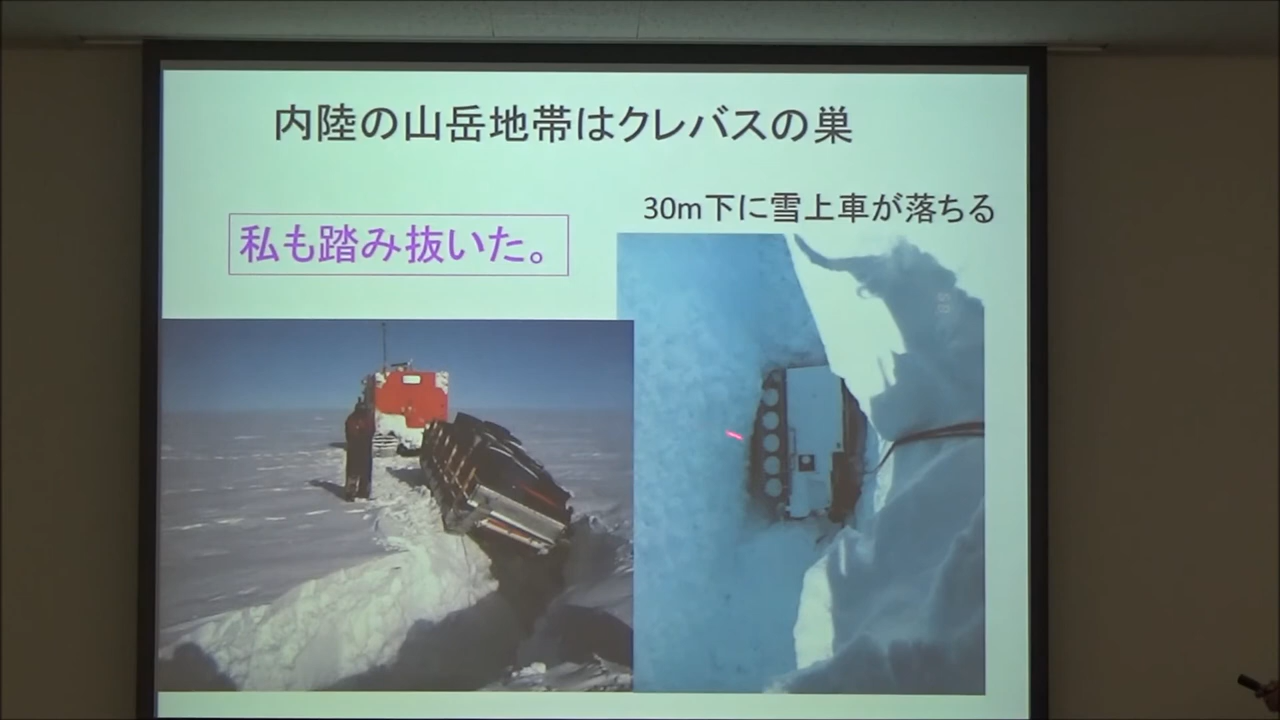 内陸の山岳地帯はクレバスの巣
30m下に雪上車が落ちる
私も踏み抜いた。